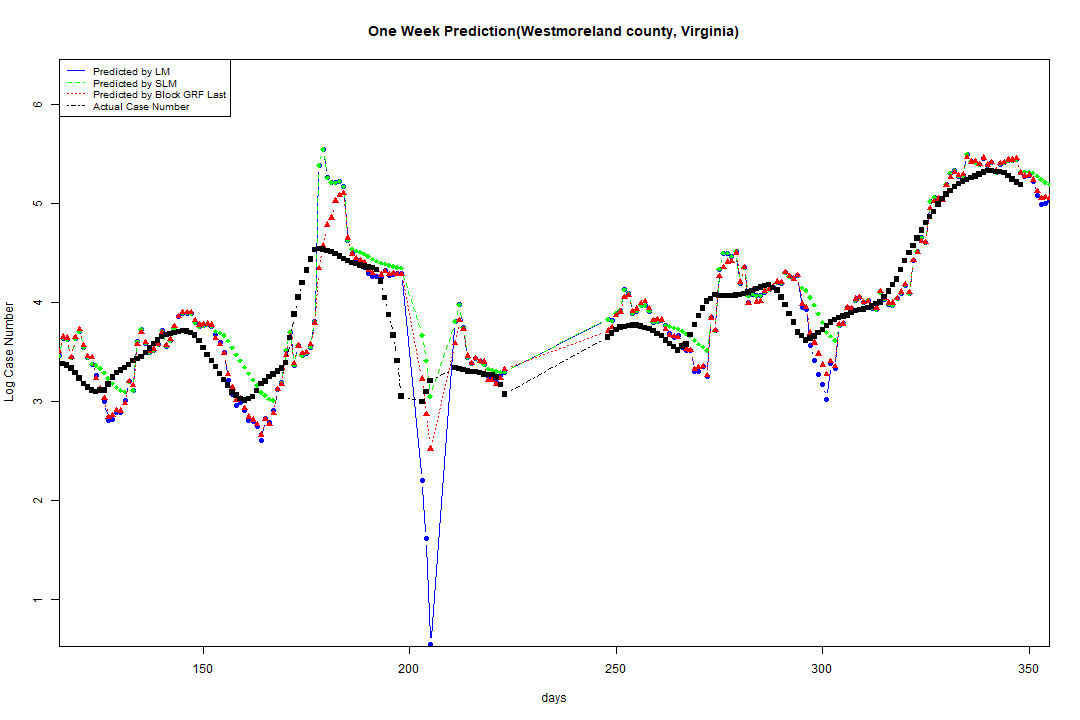 One Week Prediction(Westmoreland county, Virginia)
Predicted by LM
Predicted by SLM
Predicted by Block GRF Last
Actual Case Number
Log Case Number
6
5
4
3
2
1
150 200 250 300 350
days